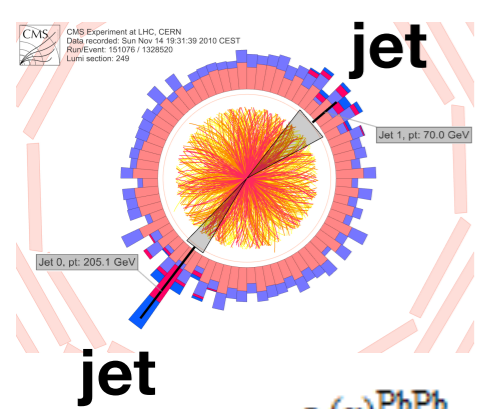 CMS
CMS Experiment at LHC, CERN
Data recorded: Sun Nov 14 19:31:39 2010 CEST
Run/Event: 151076 / 1328520
Lumi section: 249
jet
Jet 1, pt: 70.0 GeV
Jet 0, pt: 205.1 GeV
jet
PbPb